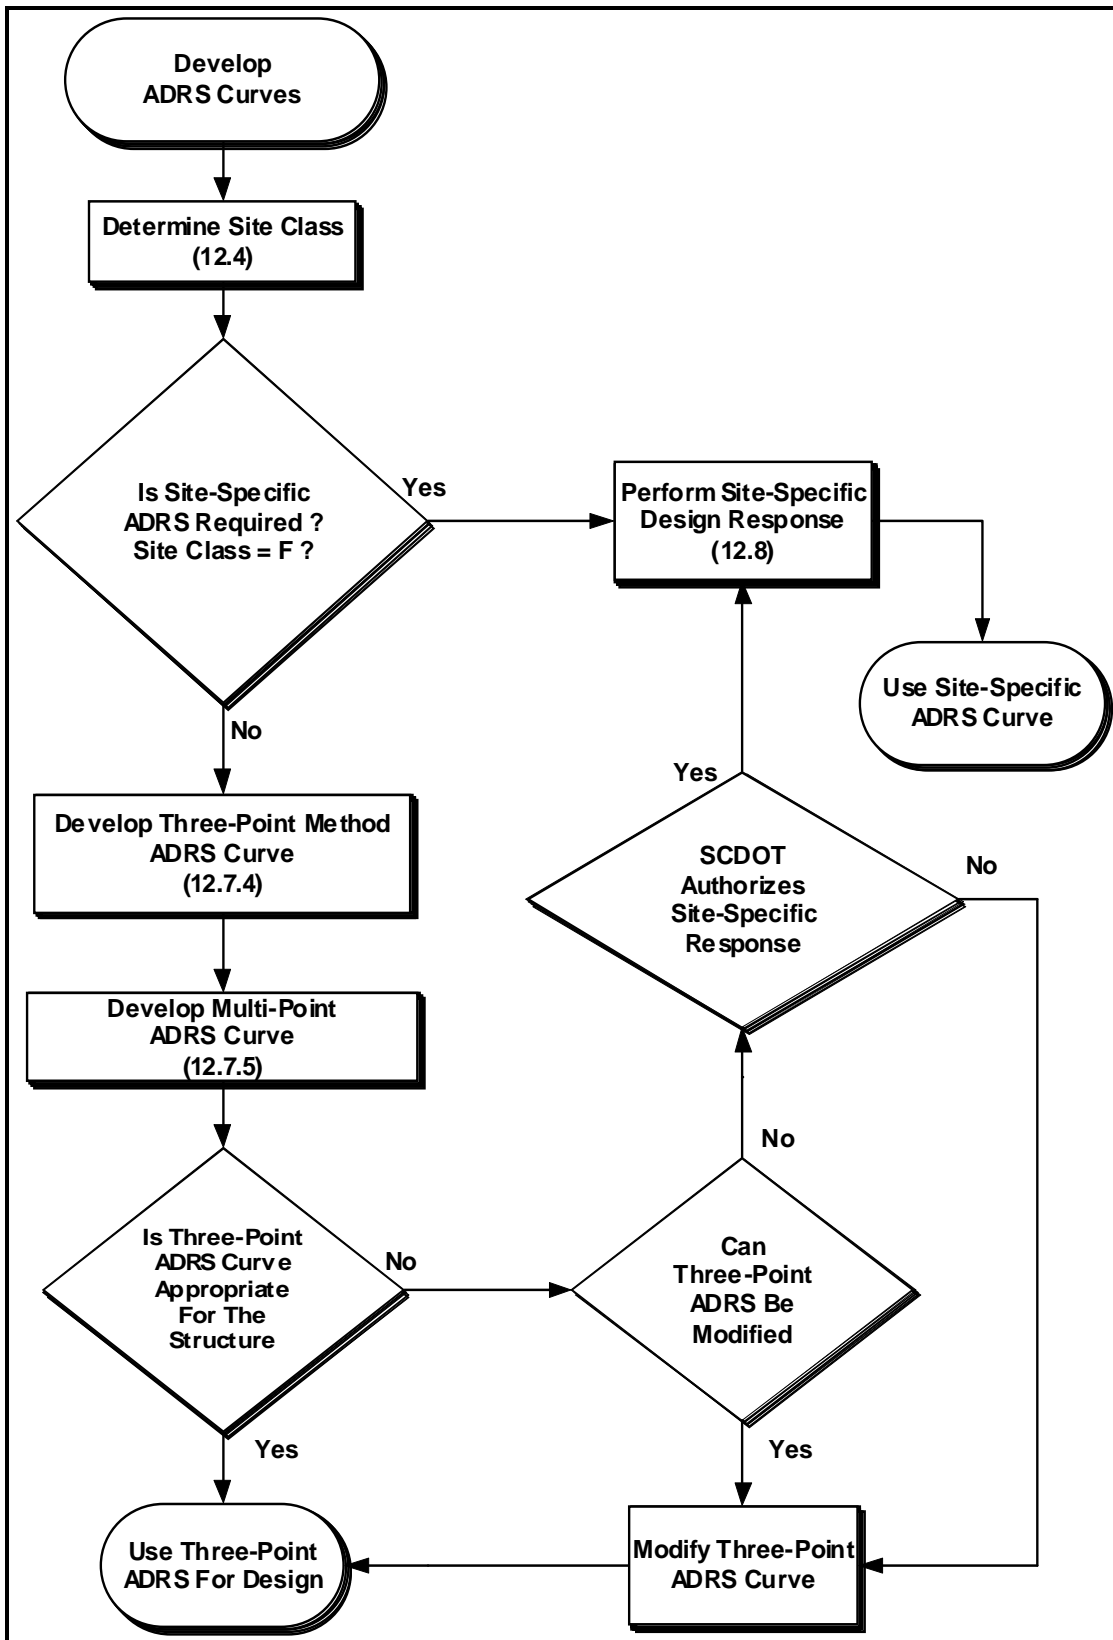 Develop
ADRS Curves
Determine Site Class
(12.4)
Is Site-Specific
ADRS Required ?
Site Class = F ?
Yes
Perform Site-Specific
Design Response
(12.8)
Use Site-Specific
ADRS Curve
No
Develop Three-Point Method
ADRS Curve
(12.7.4)
Yes
SCDOT
Authorizes
Site-Specific
Response
No
Develop Multi-Point
ADRS Curve
(12.7.5)
No
Is Three-Point
ADRS Curve
Appropriate
For The
Structure
No
Can
Three-Point
ADRS Be
Modified
Yes
Yes
Use Three-Point
ADRS For Design
Modify Three-Point
ADRS Curve